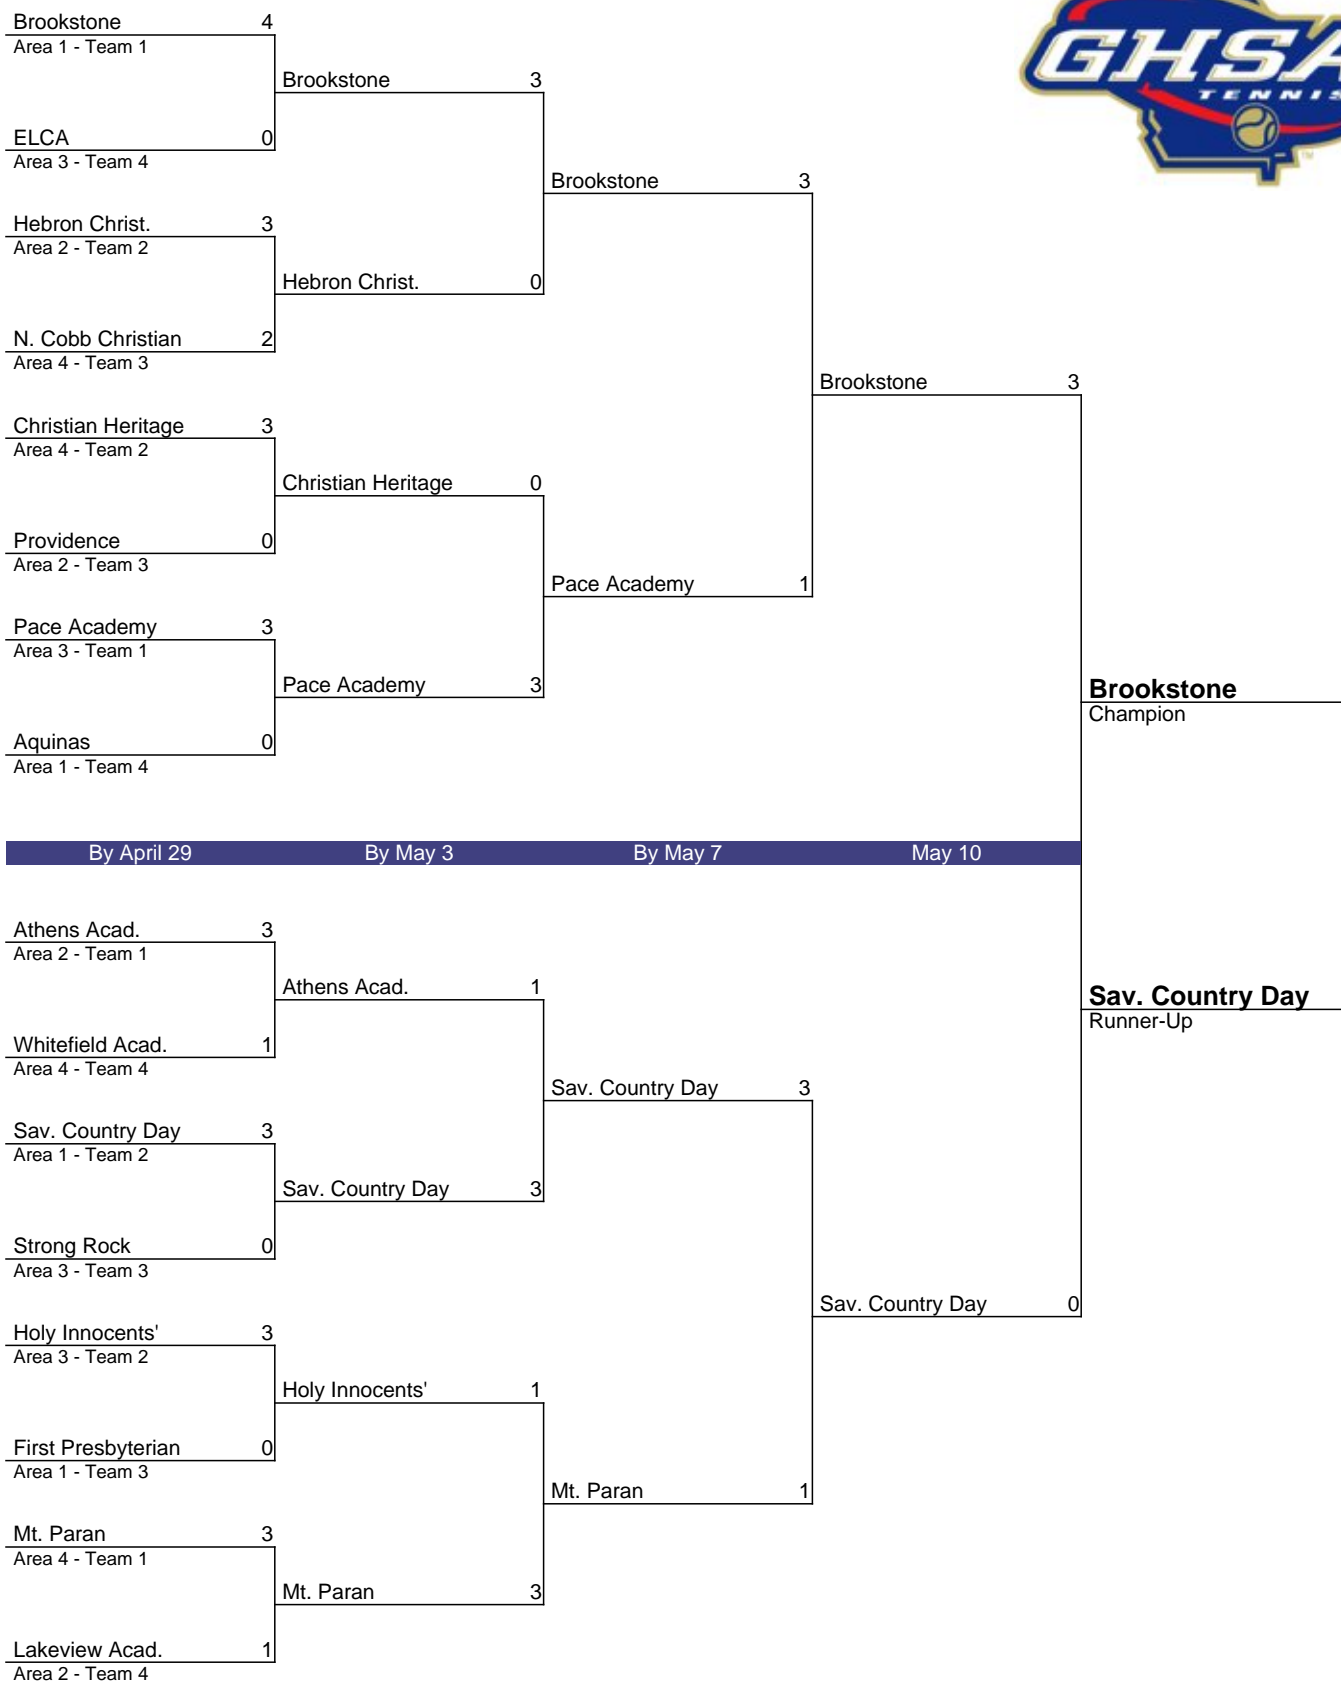 GHSA
TENNIS
Brookstone 4
Area 1 - Team 1
Brookstone 3
ELCA 0
Area 3 - Team 4
Brookstone 3
Hebron Christ. 3
Area 2 - Team 2
Hebron Christ. 0
N. Cobb Christian 2
Area 4 - Team 3
Brookstone 3
Christian Heritage 3
Area 4 - Team 2
Christian Heritage 0
Providence 0
Area 2 - Team 3
Pace Academy 1
Pace Academy 3
Area 3 - Team 1
Pace Academy 3
Brookstone
Champion
Aquinas 0
Area 1 - Team 4
By April 29 By May 3 By May 7 May 10
Athens Acad. 3
Area 2 - Team 1
Athens Acad. 1
Sav. Country Day
Runner-Up
Whitefield Acad. 1
Area 4 - Team 4
Sav. Country Day 3
Sav. Country Day 3
Area 1 - Team 2
Sav. Country Day 3
Strong Rock 0
Area 3 - Team 3
Sav. Country Day 0
Holy Innocents' 3
Area 3 - Team 2
Holy Innocents' 1
First Presbyterian 0
Area 1 - Team 3
Mt. Paran 1
Mt. Paran 3
Area 4 - Team 1
Mt. Paran 3
Lakeview Acad. 1
Area 2 - Team 4